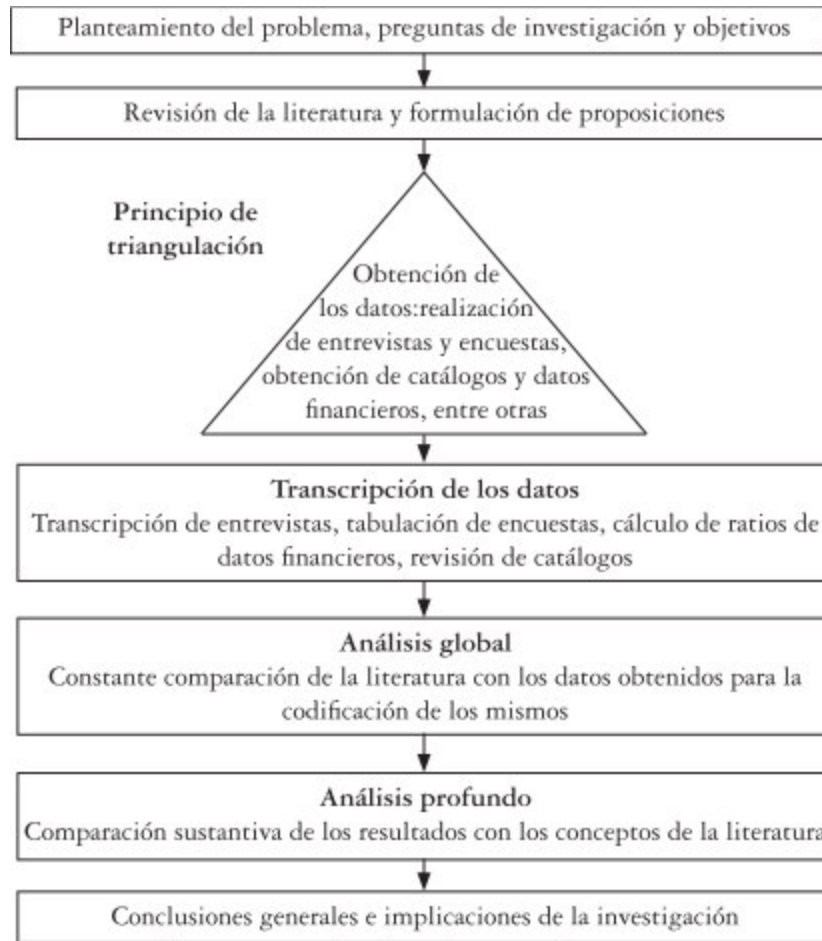 Planteamiento del problema, preguntas de investigación y objetivos
Revisión de la literatura y formulación de proposiciones
Principio de
triangulación
Obtención de
los datos:realización
de entrevistas y encuestas,
obtención de catálogos y datos
financieros, entre otras
Transcripción de los datos
Transcripción de entrevistas, tabulación de encuestas, cálculo de ratios de
datos financieros, revisión de catálogos
Análisis global
Constante comparación de la literatura con los datos obtenidos para la
codificación de los mismos
Análisis profundo
Comparación sustantiva de los resultados con los conceptos de la literatura
Conclusiones generales e implicaciones de la investigación